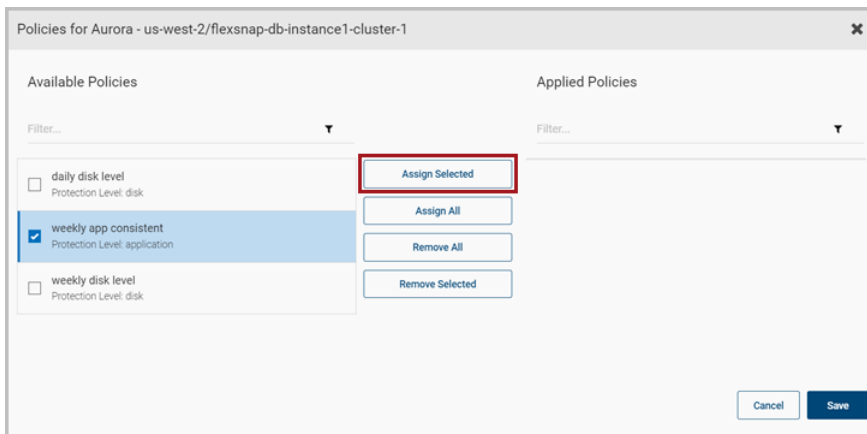 Policies for Aurora - us-west-2/flexsnap-db-instance1-cluster-1
Available Policies
Applied Policies
Filter...
Filter...
daily disk level
Protection Level: disk
weekly app consistent
Protection Level: application
weekly disk level
Protection Level: disk
Assign Selected
Assign All
Remove All
Remove Selected
Cancel
Save